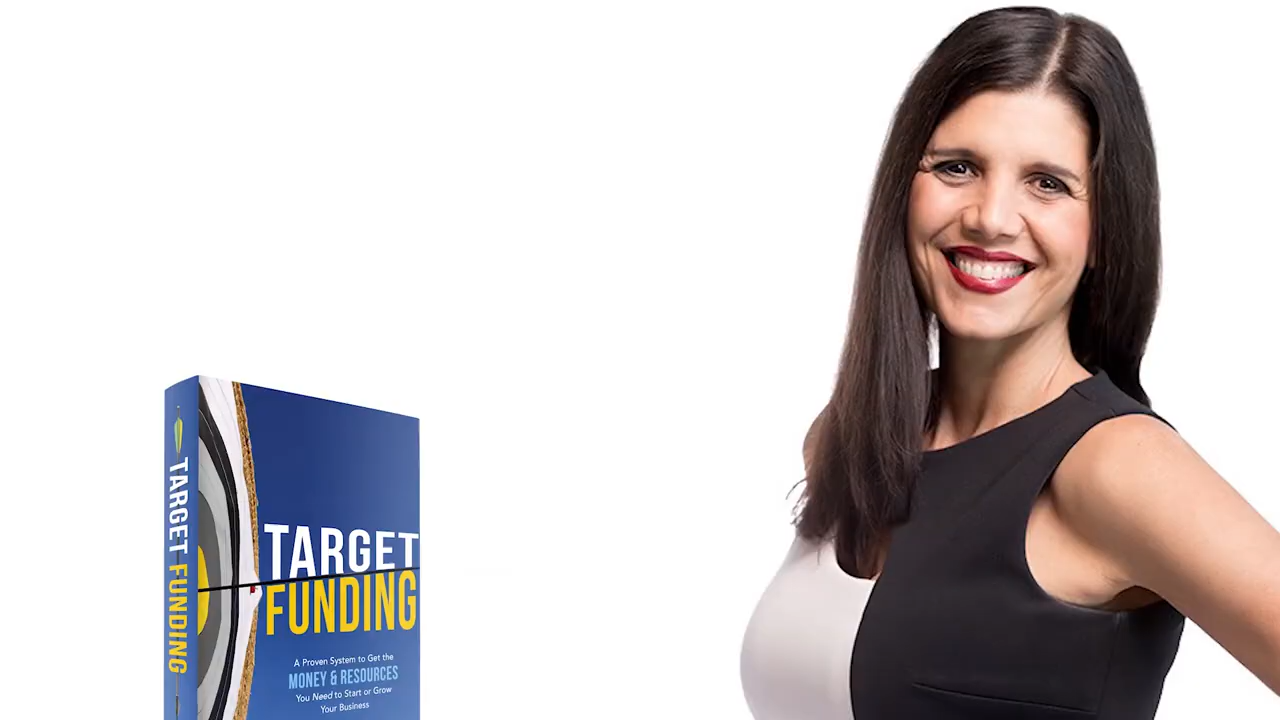 TARGET FUNDING
TARGET
FUNDING
A Proven System to Get the
MONEY & RESOURCES
You Need to Start or Grow
Your Business